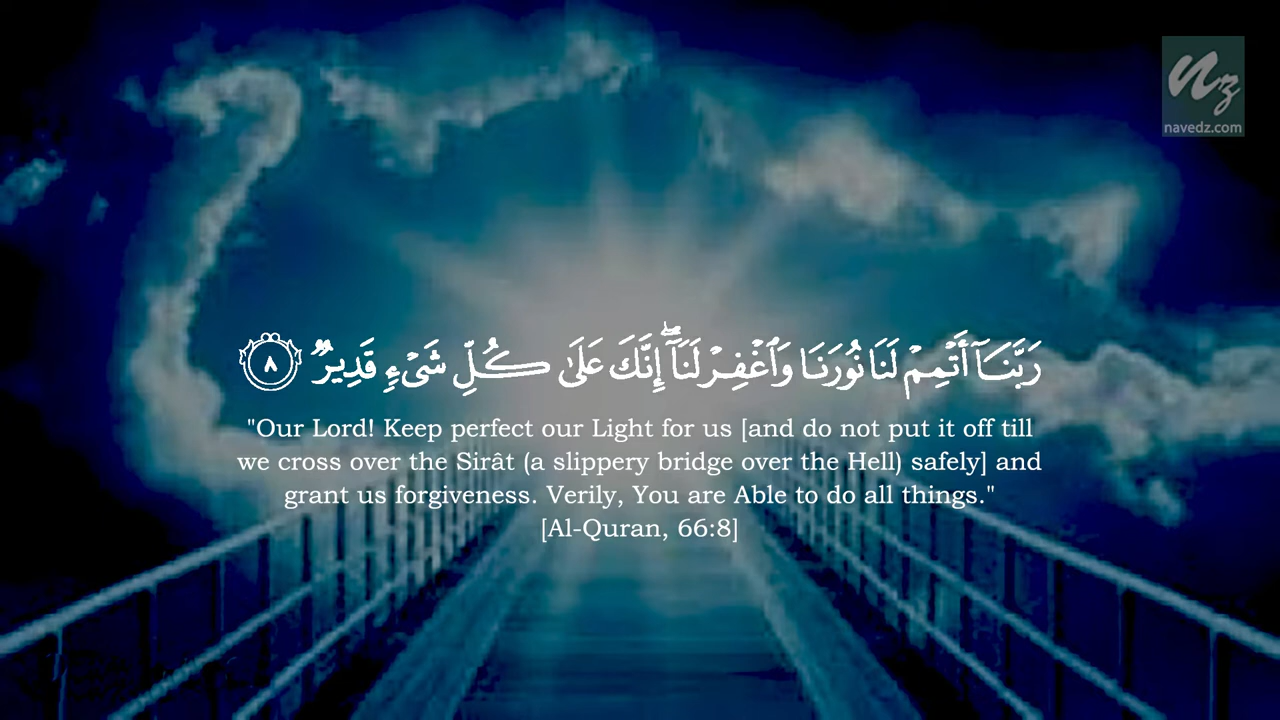 nz
navedz.com
رَبَّنَآ أَتْمِمْ لَنَا نُورَنَا وَٱغْفِرْ لَنَآ ۖ إِنَّكَ عَلَىٰ كُلِّ شَىْءٍ قَدِيرٌ ٨
"Our Lord! Keep perfect our Light for us [and do not put it off till
we cross over the Sirât (a slippery bridge over the Hell) safely] and
grant us forgiveness. Verily, You are Able to do all things."
[Al-Quran, 66:8]